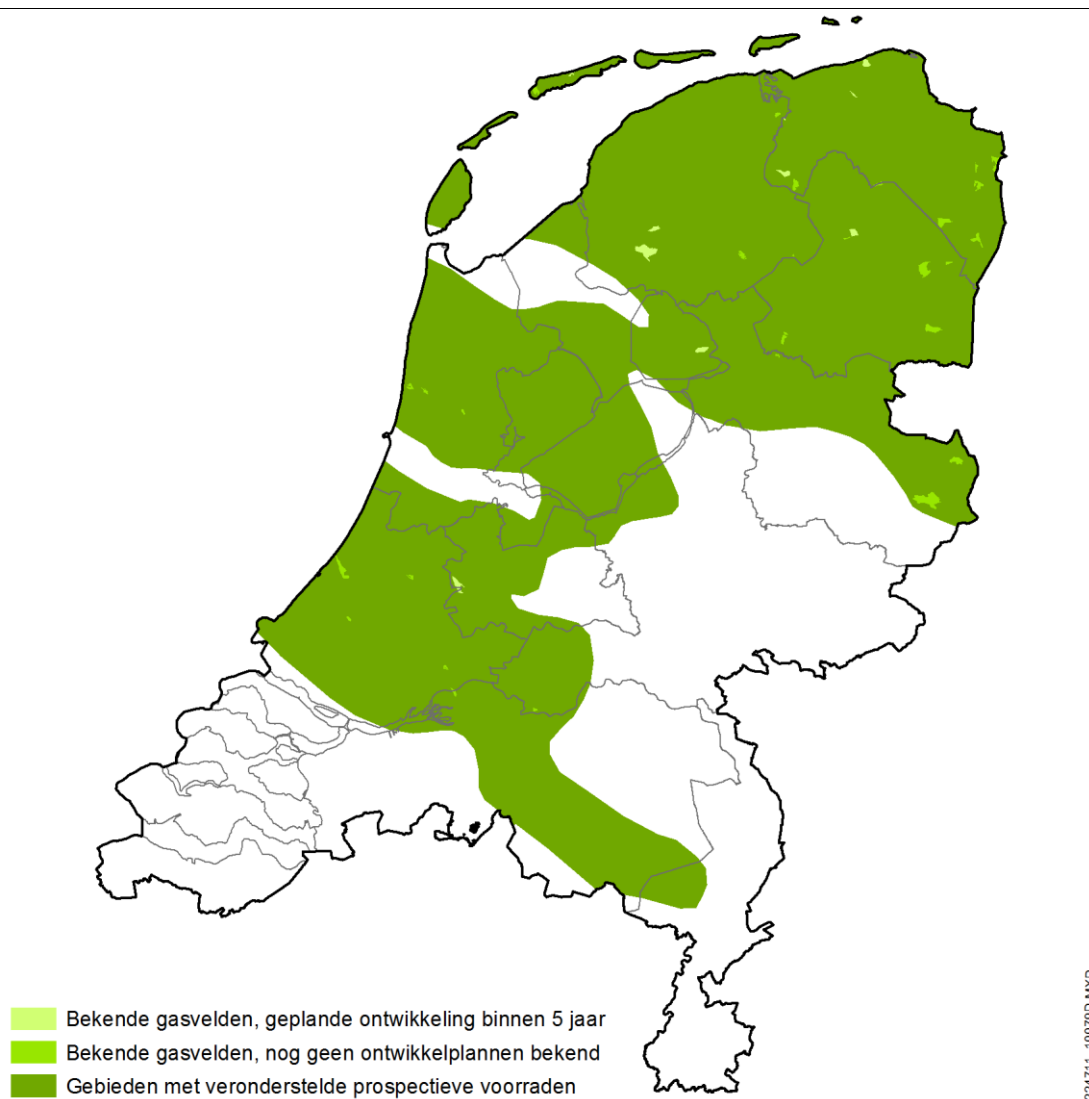 Bekende gasvelden, geplande ontwikkeling binnen 5 jaar
Bekende gasvelden, nog geen ontwikkelplannen bekend
Gebieden met veronderstelde prospectieve voorraden